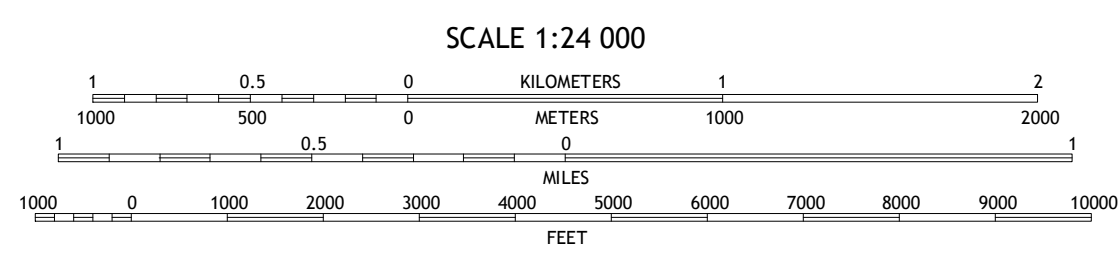 SCALE 1:24 000
1 0.5 0 KILOMETERS 1 2
1000 500 0 METERS 1000 2000
1 0.5 0 1
MILES
1000 0 1000 2000 3000 4000 5000 6000 7000 8000 9000 10000
FEET